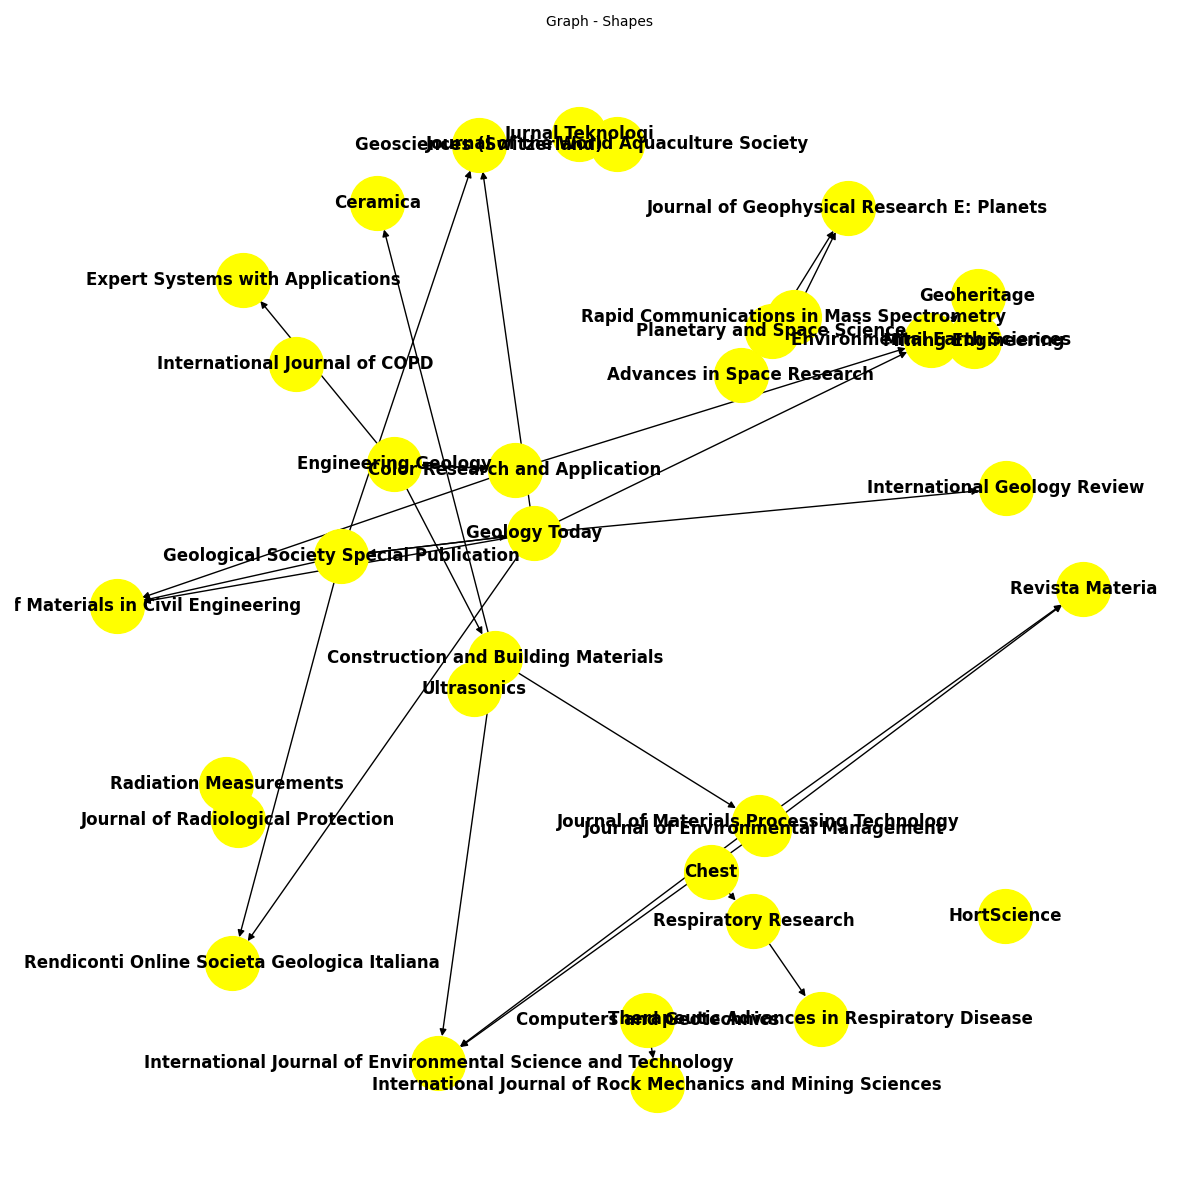 Graph - Shapes
Jurnal Teknologi
Geosciences (Switzerland)
Journal of the World Aquaculture Society
Ceramica
Journal of Geophysical Research E: Planets
Expert Systems with Applications
Geoheritage
Rapid Communications in Mass Spectrometry
Planetary and Space Science
Environmental Earth Sciences
Mining Engineering
International Journal of COPD
Advances in Space Research
Engineering Geology
Color Research and Application
International Geology Review
Geology Today
Geological Society Special Publication
Revista Materia
f Materials in Civil Engineering
Construction and Building Materials
Ultrasonics
Radiation Measurements
Journal of Radiological Protection
Journal of Materials Processing Technology
Journal of Environmental Management
Chest
Respiratory Research
HortScience
Rendiconti Online Societa Geologica Italiana
Computers and Geotechnics
Therapeutic Advances in Respiratory Disease
International Journal of Environmental Science and Technology
International Journal of Rock Mechanics and Mining Sciences